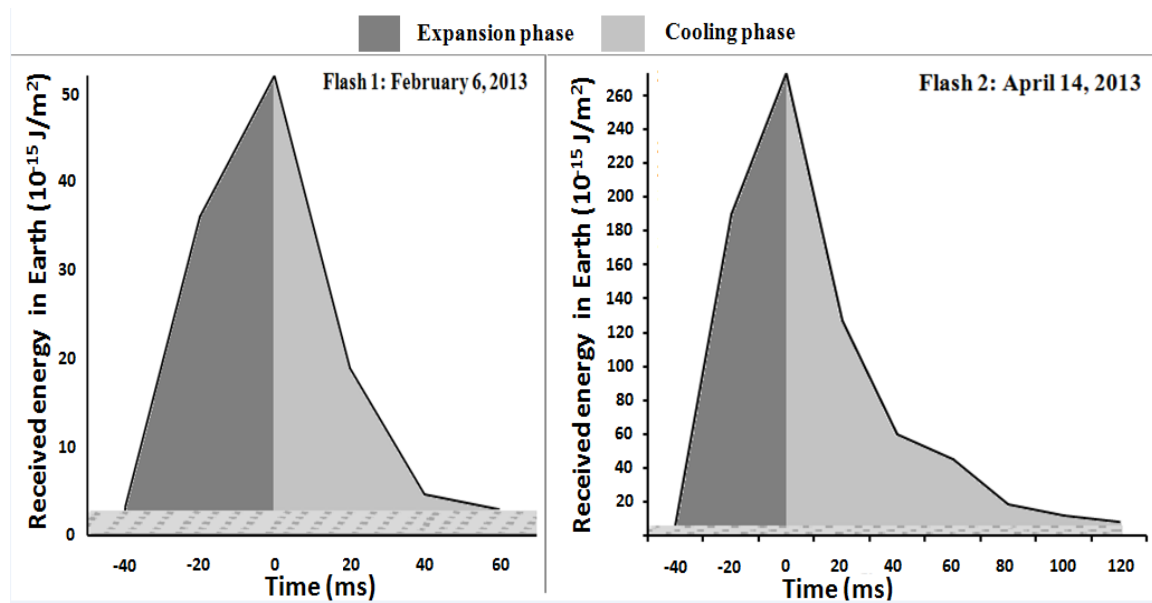 Expansion phase
Cooling phase
Flash 1: February 6, 2013
Received energy in Earth (10⁻¹⁵ J/m²)
50
40
30
20
10
0
-40 -20 0 20 40 60
Time (ms)
Flash 2: April 14, 2013
Received energy in Earth (10⁻¹⁵ J/m²)
260
240
220
200
180
160
140
120
100
80
60
40
20
-40 -20 0 20 40 60 80 100 120
Time (ms)